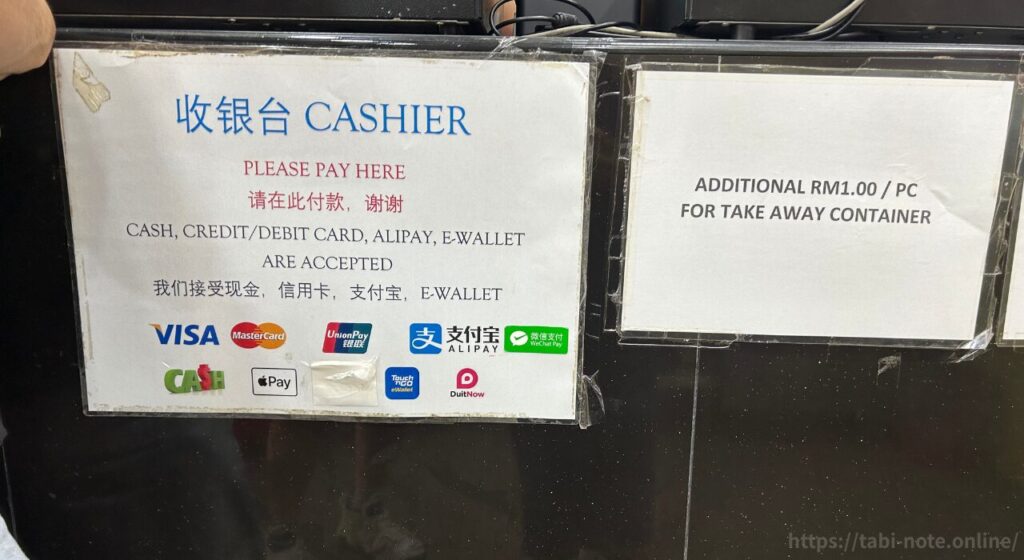 收银台 CASHIER
PLEASE PAY HERE
请在此付款，谢谢
CASH, CREDIT/DEBIT CARD, ALIPAY, E-WALLET
ARE ACCEPTED
我们接受现金，信用卡，支付宝，E-WALLET
VISA MasterCard UnionPay 银联 支 支付宝 ALIPAY 微信支付 WeChat Pay
CASH Pay Touch 'n GO eWallet DuitNow
ADDITIONAL RM1.00 / PC
FOR TAKE AWAY CONTAINER
https://tabi-note.online/